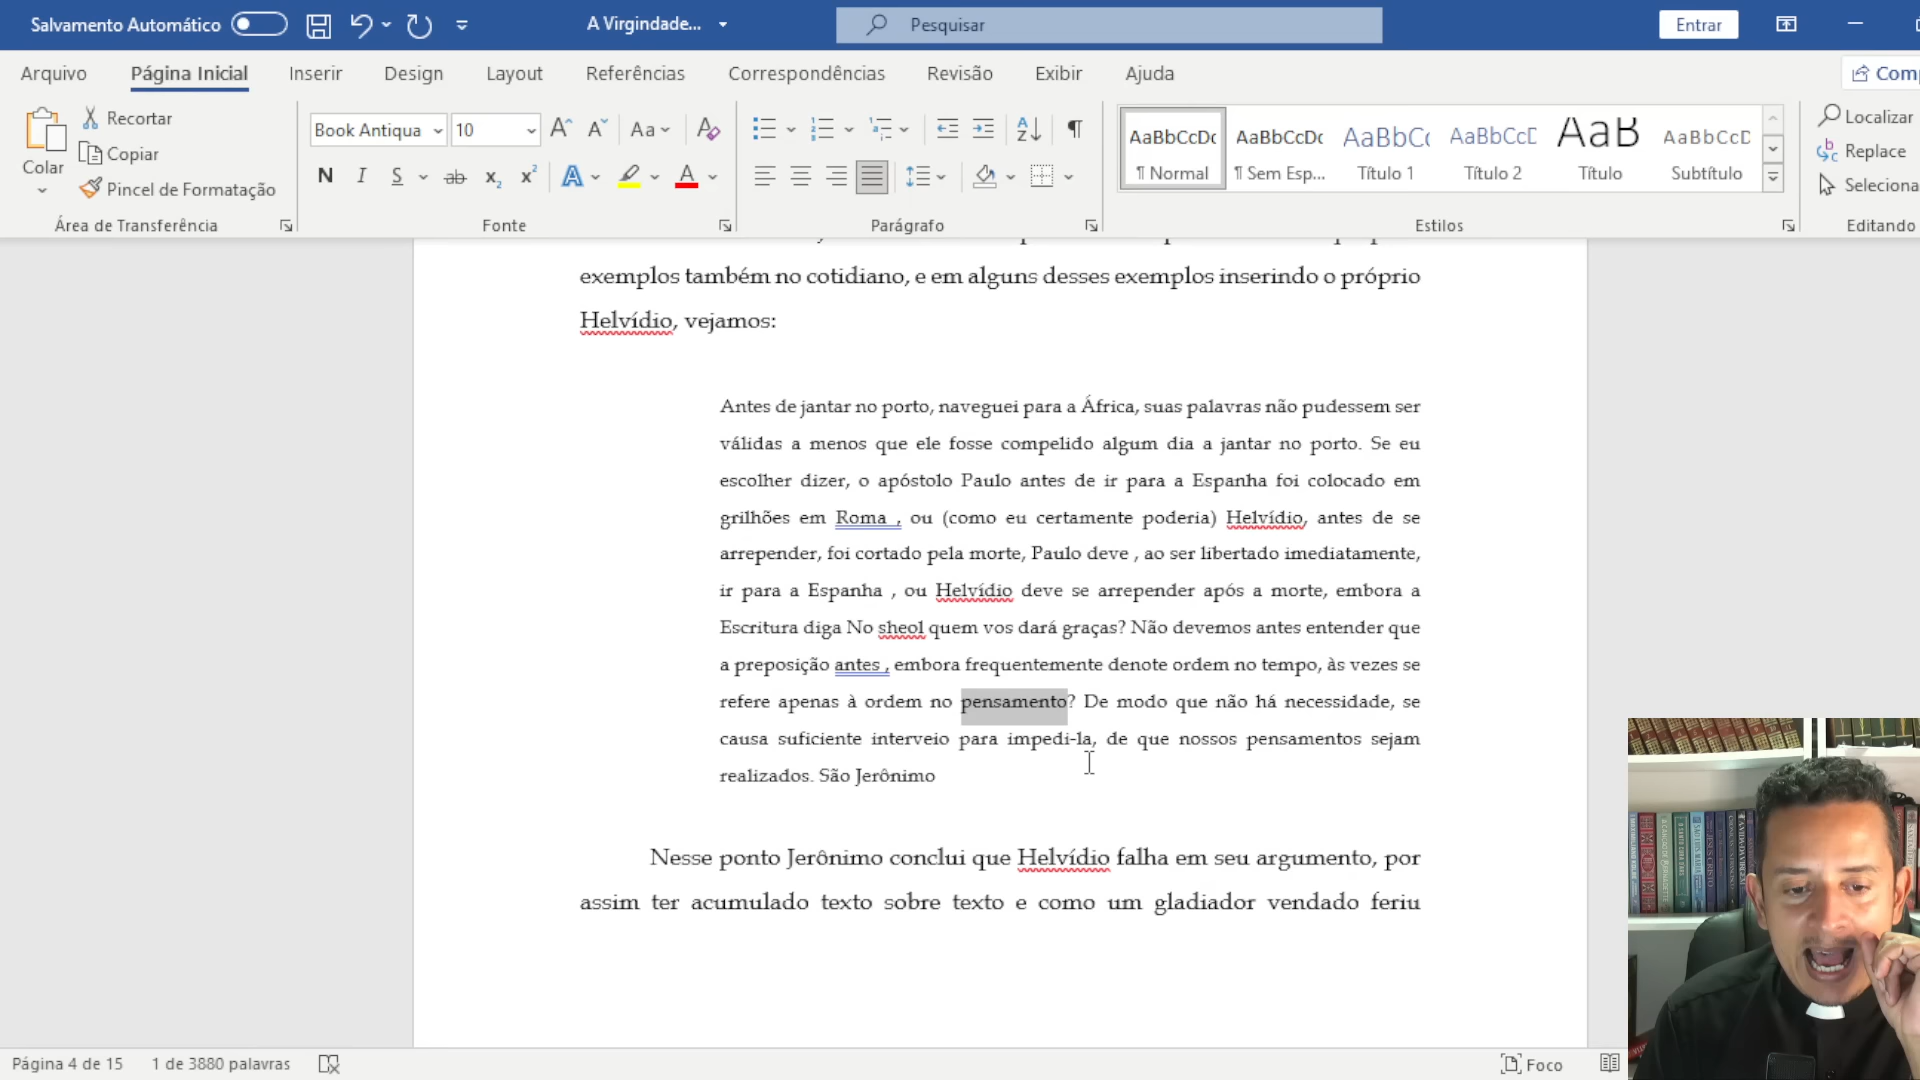 Salvamento Automático
A Virgindade...
Pesquisar
Entrar
Arquivo
Página Inicial
Inserir
Design
Layout
Referências
Correspondências
Revisão
Exibir
Ajuda
Colar
Recortar
Copiar
Pincel de Formatação
Área de Transferência
Book Antiqua
10
Aa
N I S ab x₂ x²
Fonte
Parágrafo
AaBbCcDc
¶ Normal
AaBbCcDc
¶ Sem Esp...
AaBbCc
Título 1
AaBbCcD
Título 2
AaB
Título
AaBbCcD
Subtítulo
Estilos
Localizar
Replace
Editando
exemplos também no cotidiano, e em alguns desses exemplos inserindo o próprio
Helvídio, vejamos:
Antes de jantar no porto, naveguei para a África, suas palavras não pudessem ser
válidas a menos que ele fosse compelido algum dia a jantar no porto. Se eu
escolher dizer, o apóstolo Paulo antes de ir para a Espanha foi colocado em
grilhões em Roma , ou (como eu certamente poderia) Helvídio, antes de se
arrepender, foi cortado pela morte, Paulo deve , ao ser libertado imediatamente,
ir para a Espanha , ou Helvídio deve se arrepender após a morte, embora a
Escritura diga No sheol quem vos dará graças? Não devemos antes entender que
a preposição antes , embora frequentemente denote ordem no tempo, às vezes se
refere apenas à ordem no pensamento? De modo que não há necessidade, se
causa suficiente interveio para impedi-la, de que nossos pensamentos sejam
realizados. São Jerônimo
Nesse ponto Jerônimo conclui que Helvídio falha em seu argumento, por
assim ter acumulado texto sobre texto e como um gladiador vendado feriu
Página 4 de 15
1 de 3880 palavras
Foco